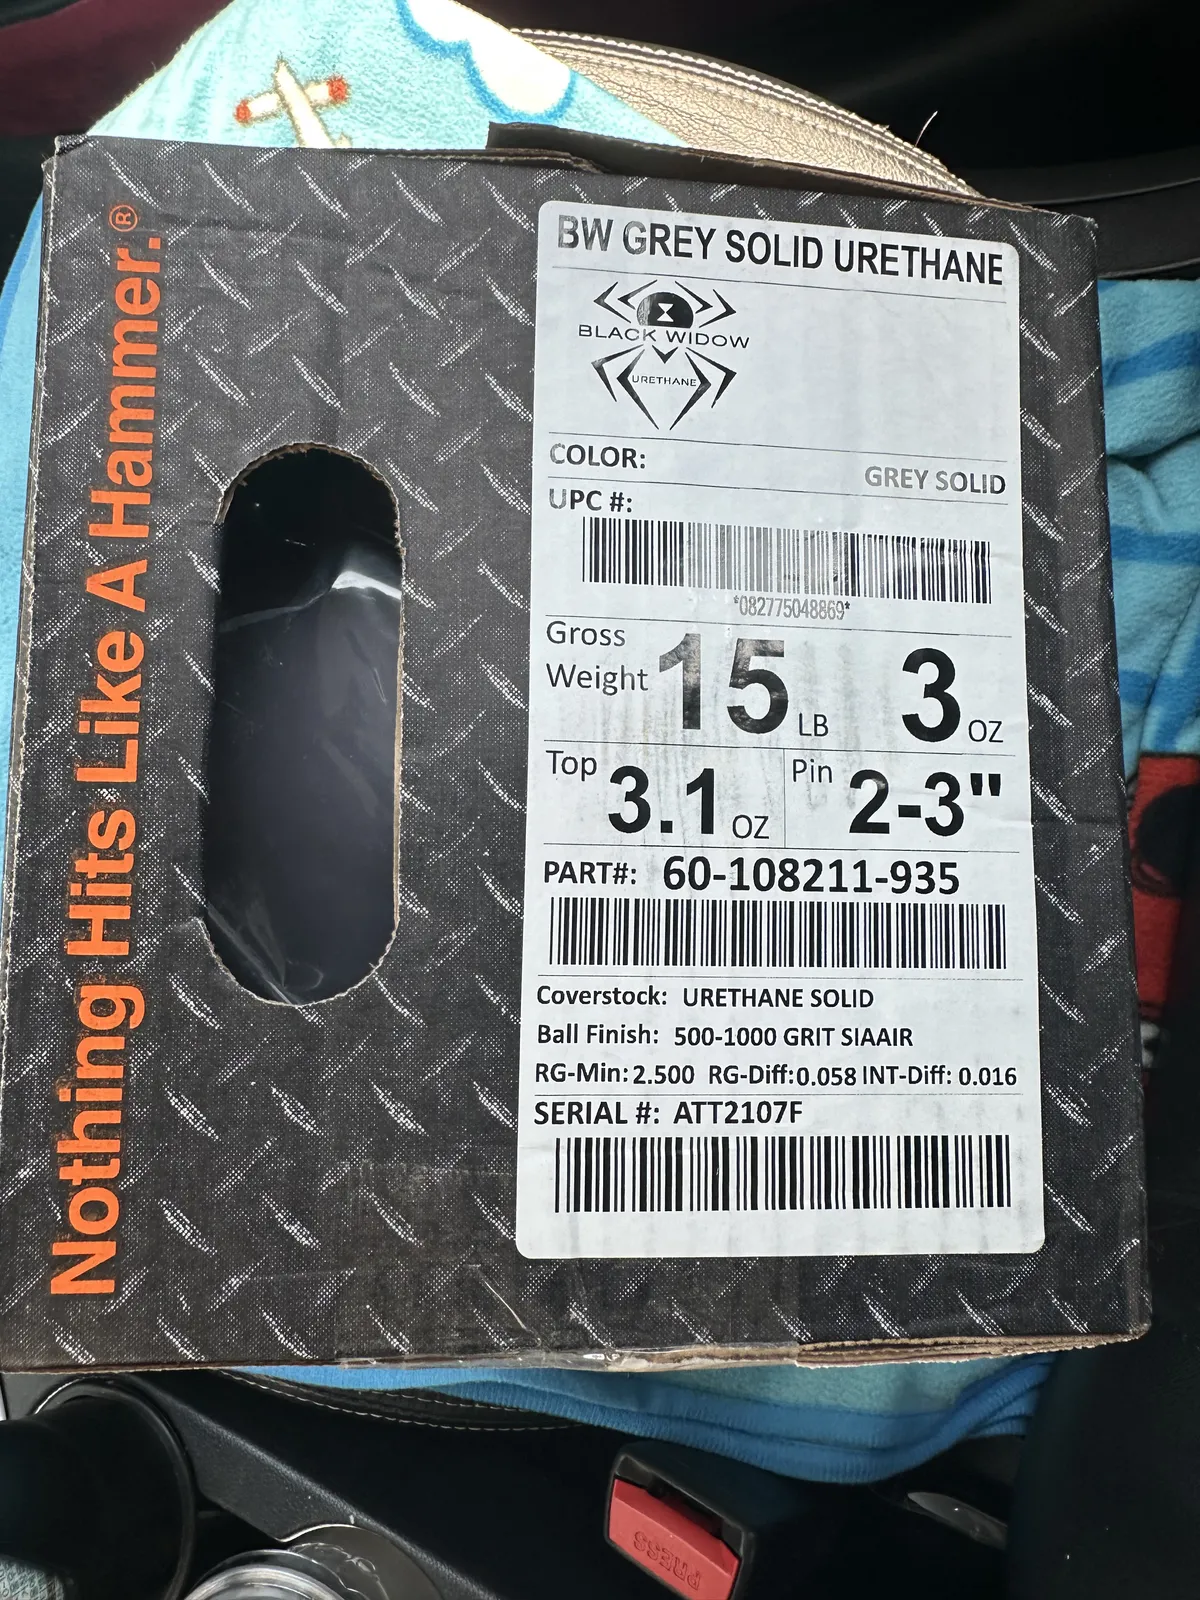 Nothing Hits Like A Hammer.®
BW GREY SOLID URETHANE
BLACK WIDOW
URETHANE
COLOR: GREY SOLID
UPC #:
*082775048869*
Gross Weight 15 LB 3 OZ
Top 3.1 OZ Pin 2-3"
PART#: 60-108211-935
Coverstock: URETHANE SOLID
Ball Finish: 500-1000 GRIT SIAAIR
RG-Min: 2.500 RG-Diff: 0.058 INT-Diff: 0.016
SERIAL #: ATT2107F
PRESS